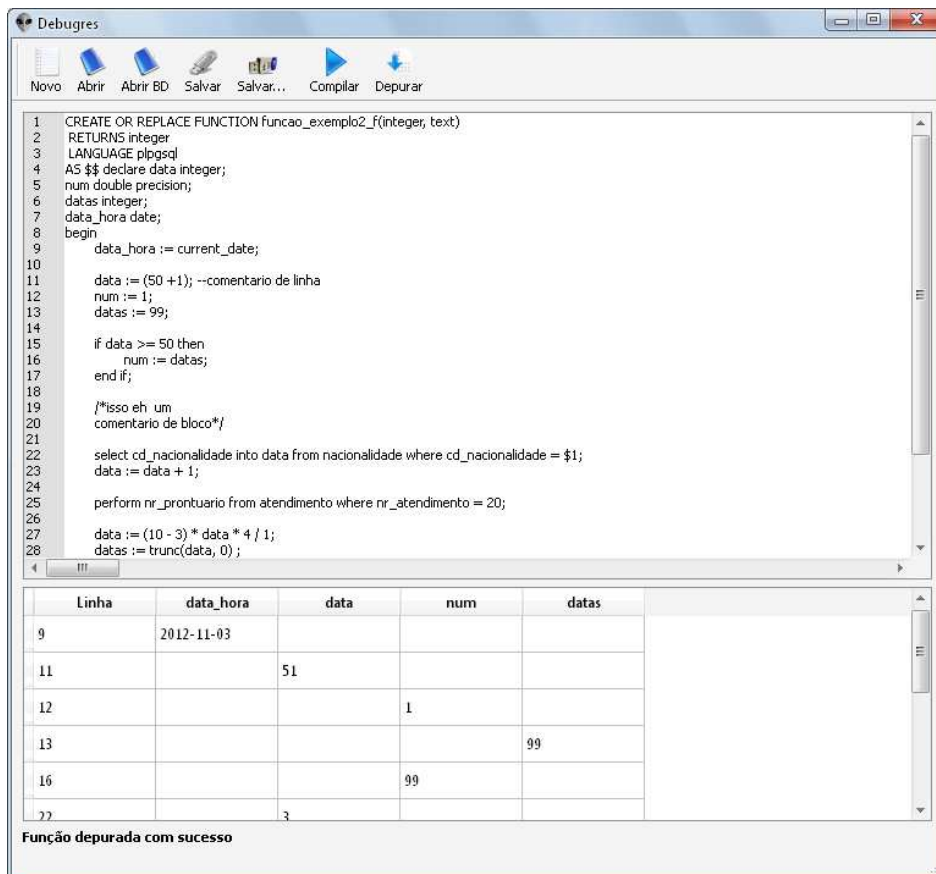 Debugres
Novo Abrir Abrir BD Salvar Salvar... Compilar Depurar
1 CREATE OR REPLACE FUNCTION funcao_exemplo2_f(integer, text)
2 RETURNS integer
3 LANGUAGE plpgsql
4 AS $$ declare data integer;
5 num double precision;
6 datas integer;
7 data_hora date;
8 begin
9 data_hora := current_date;
10
11 data := (50 +1); --comentario de linha
12 num := 1;
13 datas := 99;
14
15 if data >= 50 then
16 num := datas;
17 end if;
18
19 /*isso eh um
20 comentario de bloco*/
21
22 select cd_nacionalidade into data from nacionalidade where cd_nacionalidade = $1;
23 data := data + 1;
24
25 perform nr_prontuario from atendimento where nr_atendimento = 20;
26
27 data := (10 - 3) * data * 4 / 1;
28 datas := trunc(data, 0) ;
Linha data_hora data num datas
9 2012-11-03
11 51
12 1
13 99
16 99
22 3
Função depurada com sucesso